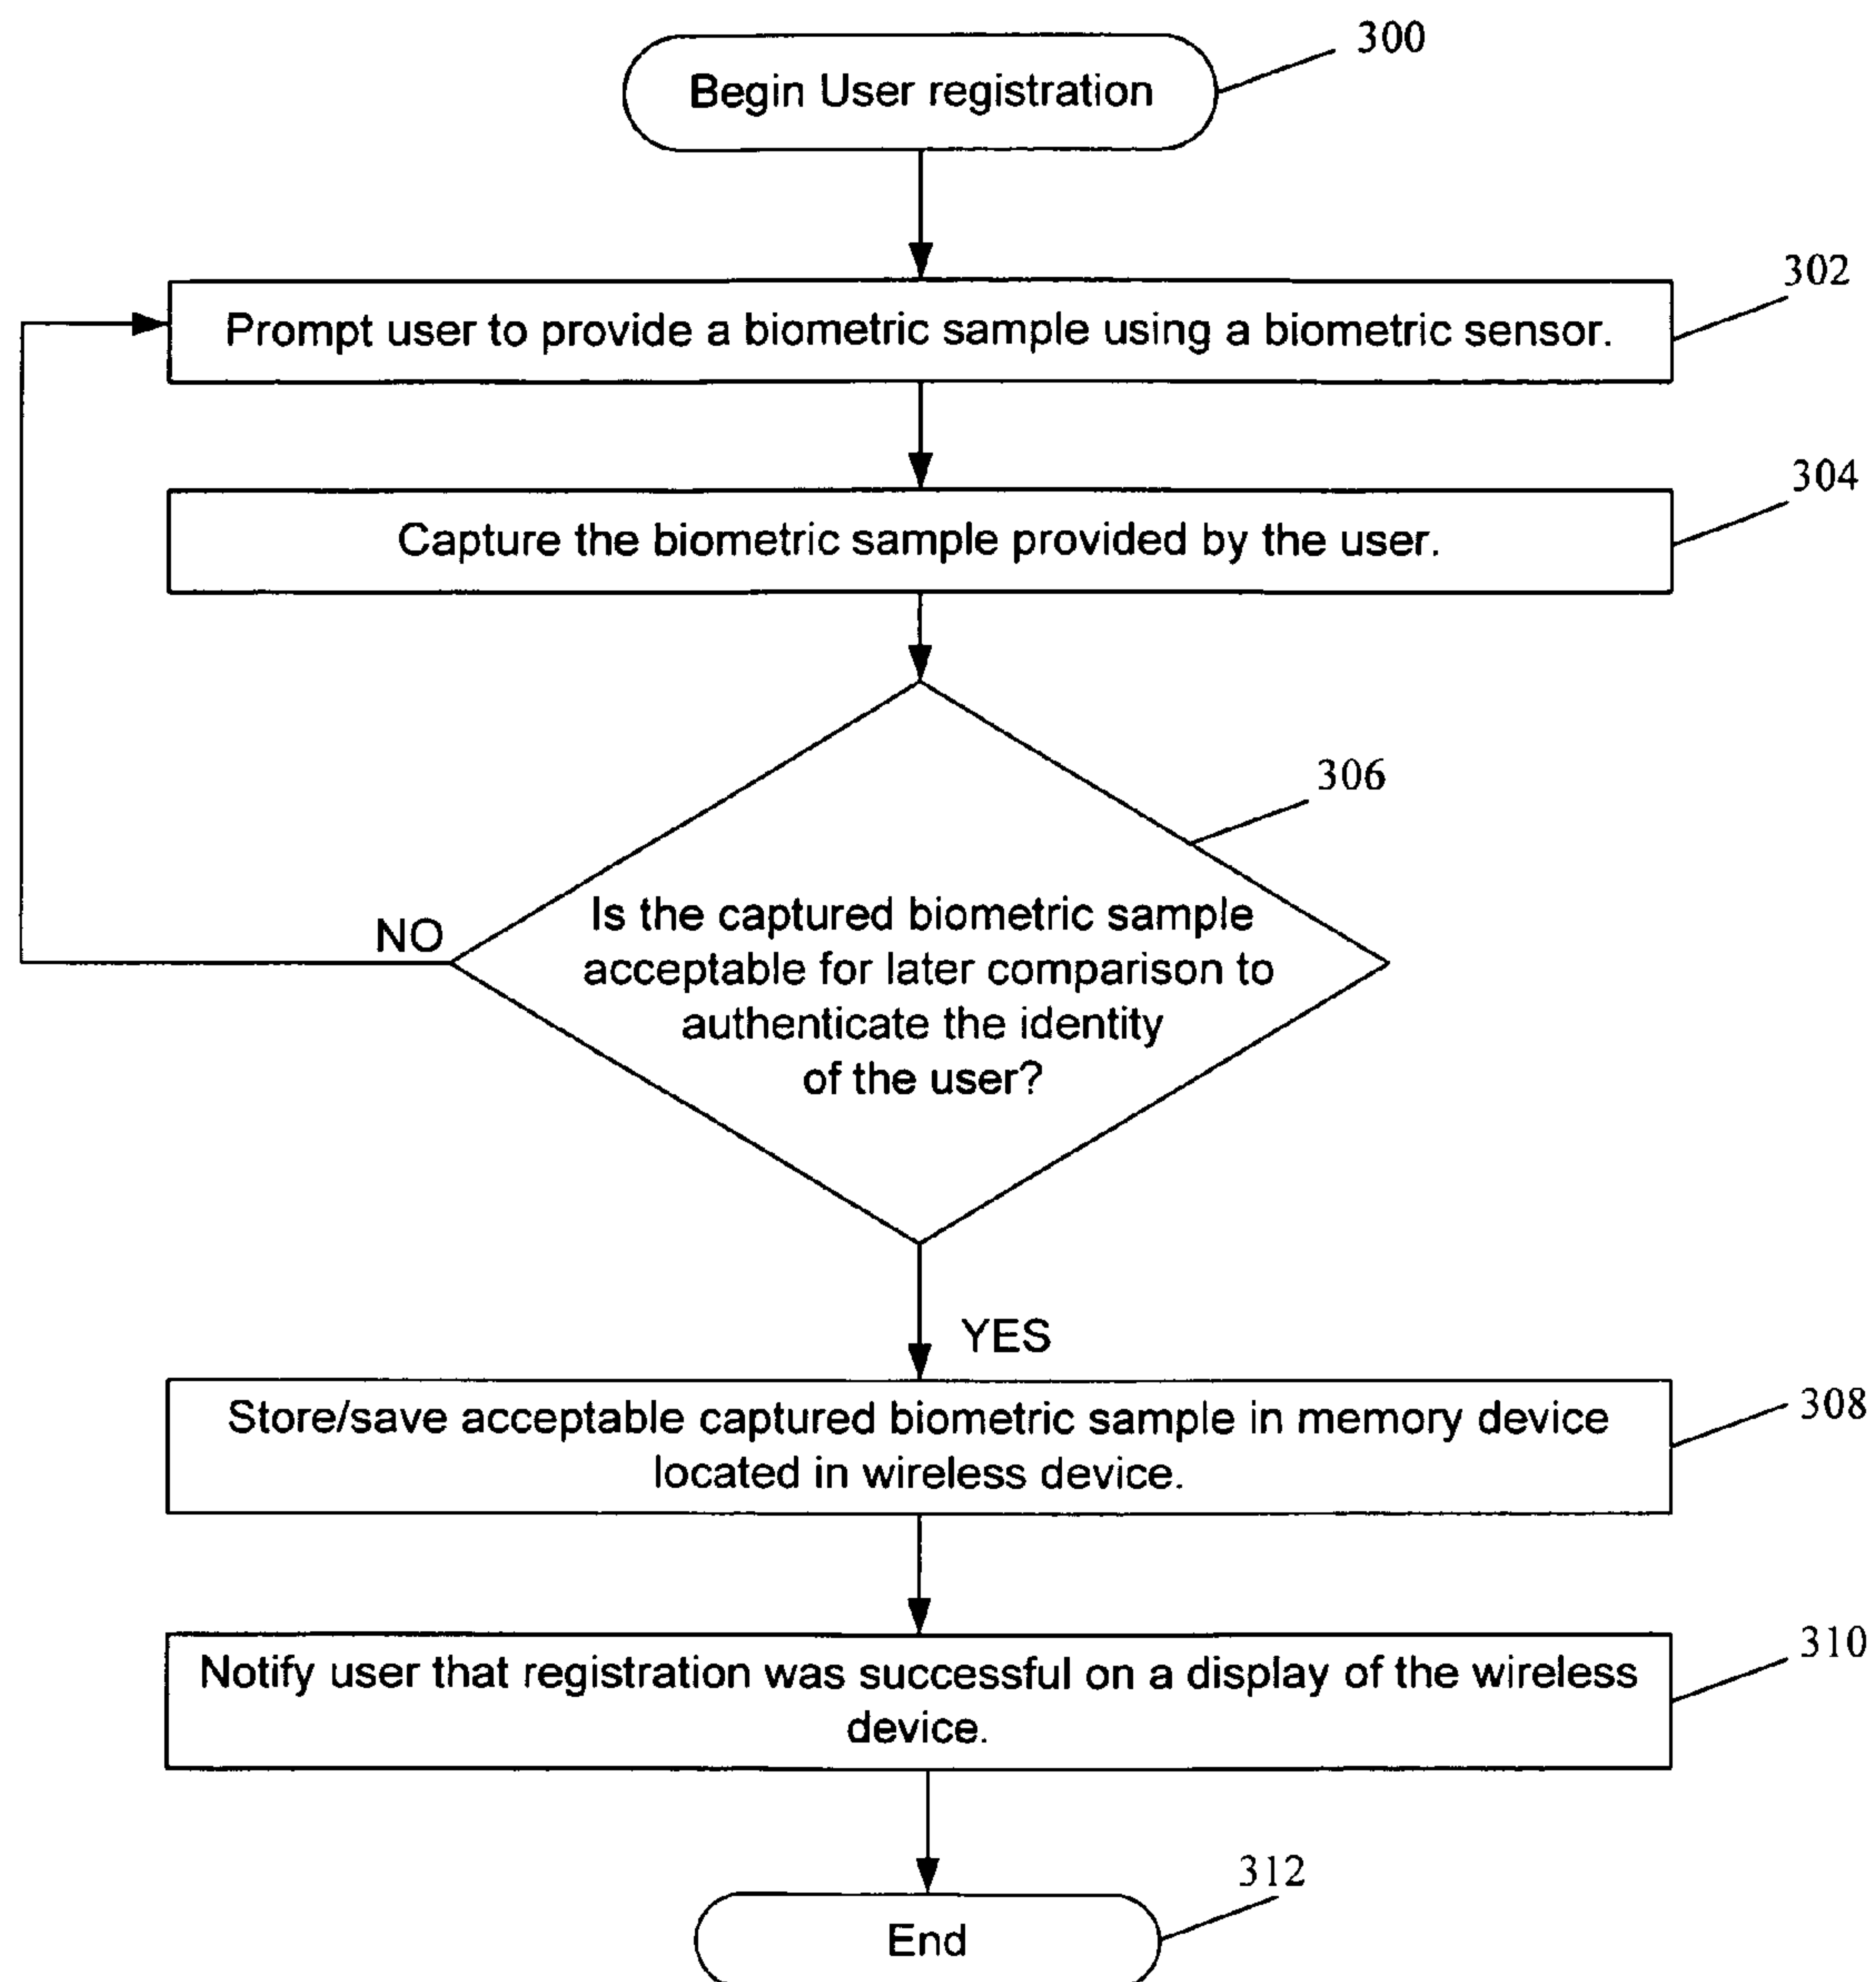 300
Begin User registration
302
Prompt user to provide a biometric sample using a biometric sensor.
304
Capture the biometric sample provided by the user.
306
Is the captured biometric sample
acceptable for later comparison to
authenticate the identity
of the user?
NO
YES
308
Store/save acceptable captured biometric sample in memory device
located in wireless device.
310
Notify user that registration was successful on a display of the wireless
device.
312
End